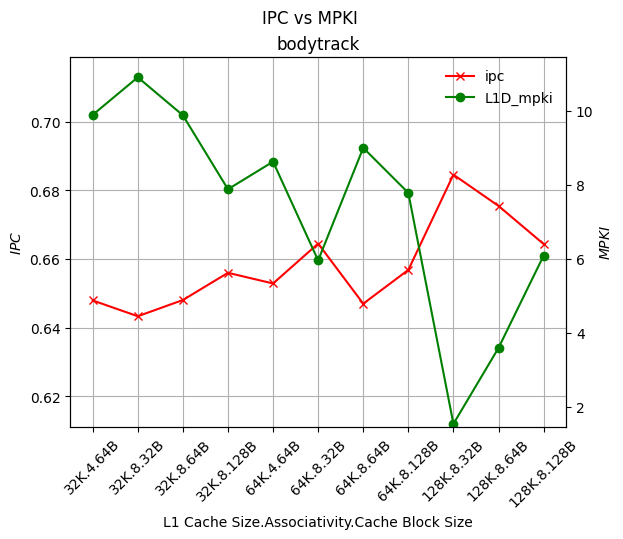 IPC vs MPKI
bodytrack
ipc
L1D_mpki
0.70
0.68
0.66
0.64
0.62
IPC
10
8
6
4
2
MPKI
32K.4.64B
32K.8.32B
32K.8.64B
32K.8.128B
64K.4.64B
64K.8.32B
64K.8.64B
64K.8.128B
128K.8.32B
128K.8.64B
128K.8.128B
L1 Cache Size.Associativity.Cache Block Size